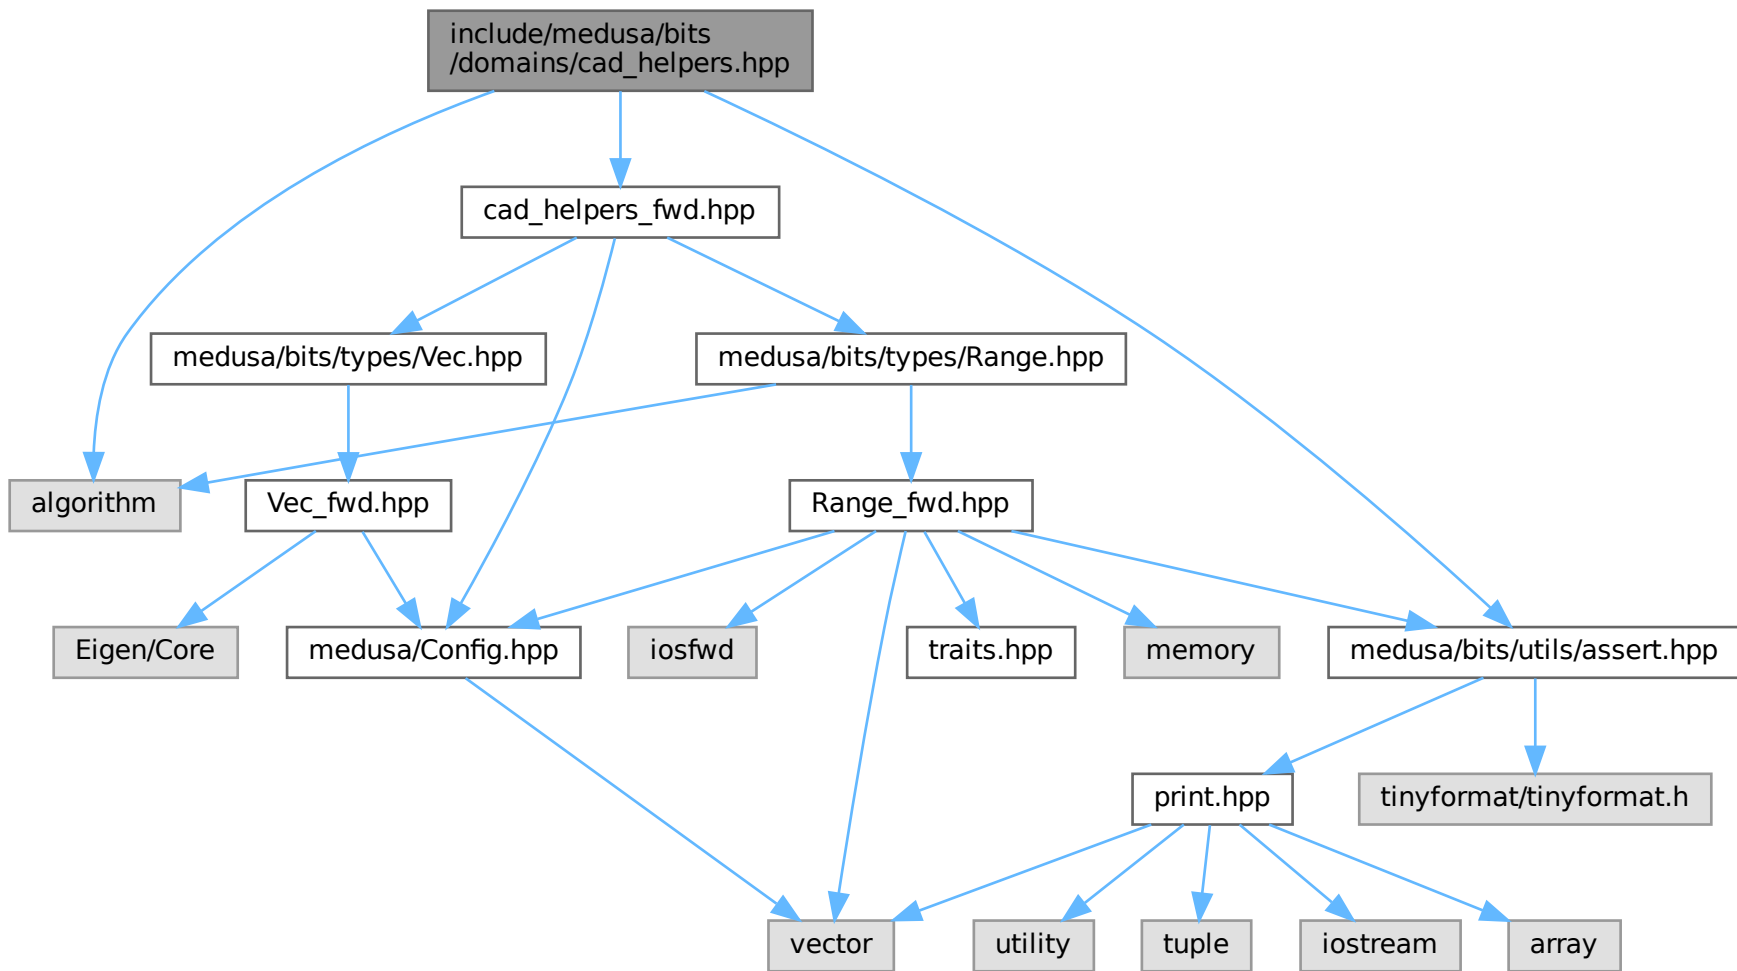 include/medusa/bits
/domains/cad_helpers.hpp
cad_helpers_fwd.hpp
medusa/bits/types/Vec.hpp
medusa/bits/types/Range.hpp
algorithm
Vec_fwd.hpp
Range_fwd.hpp
Eigen/Core
medusa/Config.hpp
iosfwd
traits.hpp
memory
medusa/bits/utils/assert.hpp
print.hpp
tinyformat/tinyformat.h
vector
utility
tuple
iostream
array